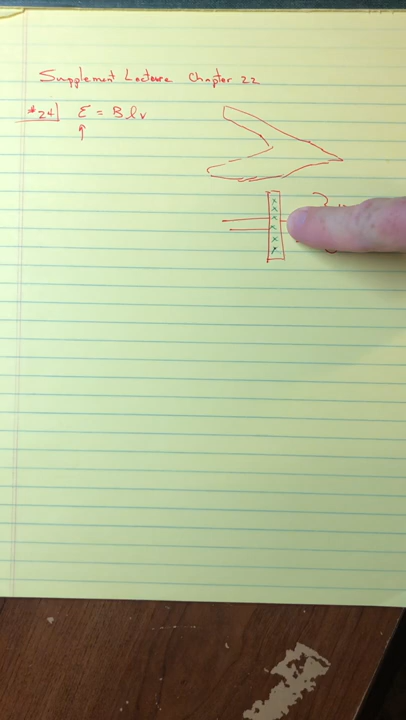 Supplement Lecture Chapter 22
#24| ℰ = B l v
↑
x
x
x
x
x
x